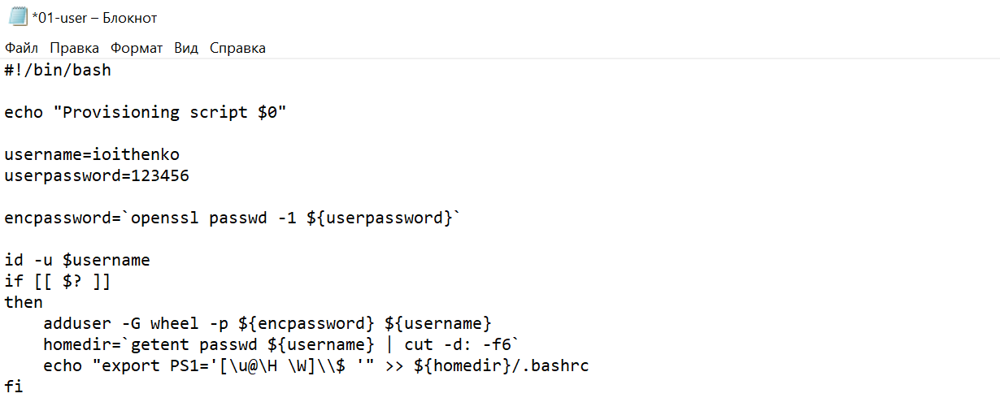 *01-user – Блокнот
Файл Правка Формат Вид Справка
#!/bin/bash
echo "Provisioning script $0"
username=ioithenko
userpassword=123456
encpassword=`openssl passwd -1 ${userpassword}`
id -u $username
if [[ $? ]]
then
    adduser -G wheel -p ${encpassword} ${username}
    homedir=`getent passwd ${username} | cut -d: -f6`
    echo "export PS1='[\u@\H \W]\\$ '" >> ${homedir}/.bashrc
fi